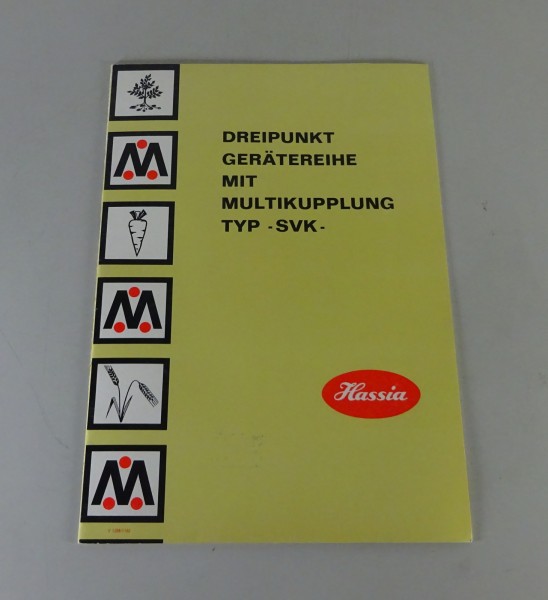 DREIPUNKT
GERÄTEREIHE
MIT
MULTIKUPPLUNG
TYP - SVK -
Hassia
M
M
M